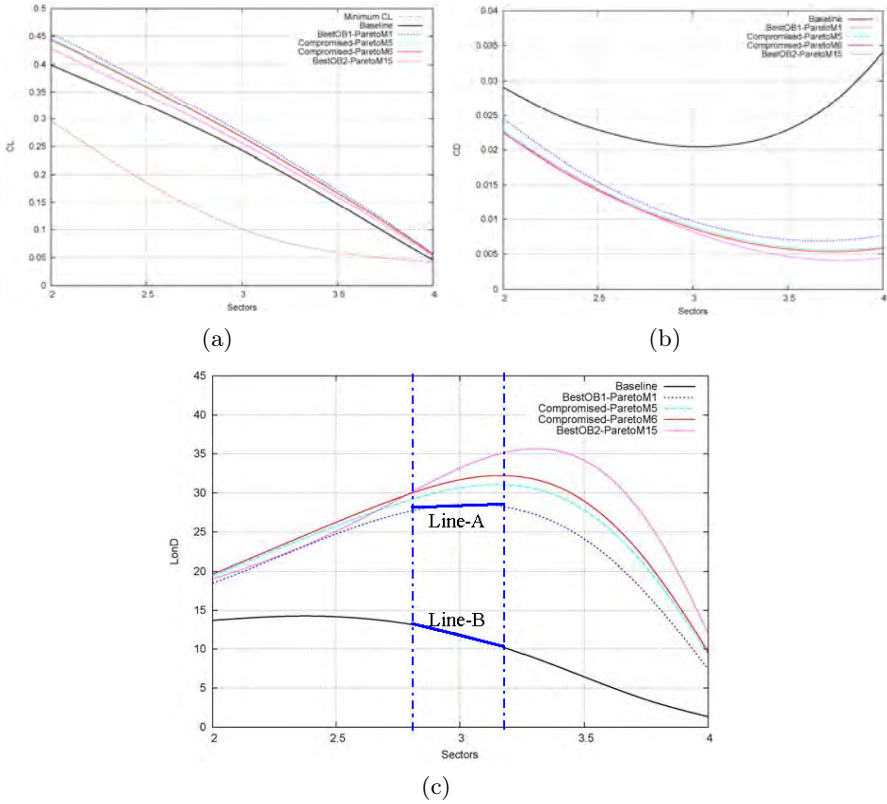 0.5
0.45
0.4
0.35
0.3
0.25
0.2
0.15
0.1
0.05
0
CL
2
2.5
3
3.5
4
Sectors
Minimum CL
Baseline
BestOB1-ParetoM1
Compromised-ParetoM5
Compromised-ParetoM6
BestOB2-ParetoM15
(a)
0.04
0.035
0.03
0.025
0.02
0.015
0.01
0.005
0
CD
2
2.5
3
3.5
4
Sectors
Baseline
BestOB1-ParetoM1
Compromised-ParetoM5
Compromised-ParetoM6
BestOB2-ParetoM15
(b)
45
40
35
30
25
20
15
10
5
0
LonD
2
2.5
3
3.5
4
Sectors
Baseline
BestOB1-ParetoM1
Compromised-ParetoM5
Compromised-ParetoM6
BestOB2-ParetoM15
Line-A
Line-B
(c)